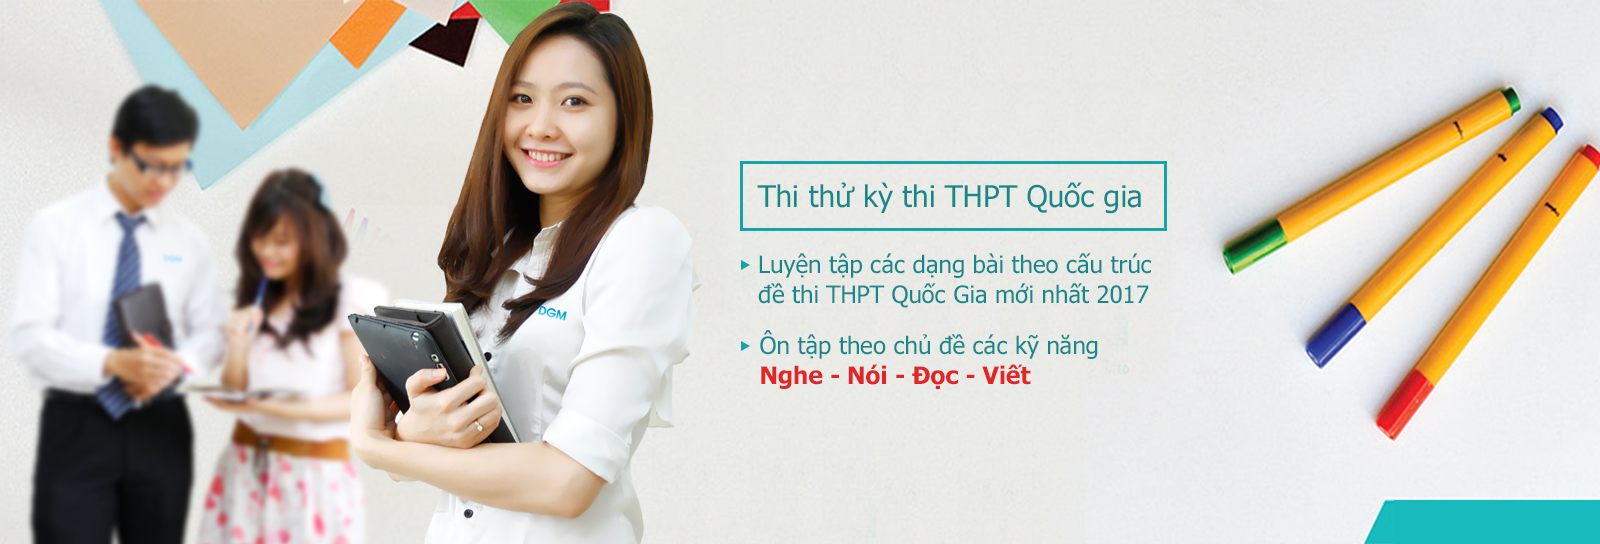 Thi thử kỳ thi THPT Quốc gia
Luyện tập các dạng bài theo cấu trúc
đề thi THPT Quốc Gia mới nhất 2017
Ôn tập theo chủ đề các kỹ năng
Nghe - Nói - Đọc - Viết
DGM
DGM